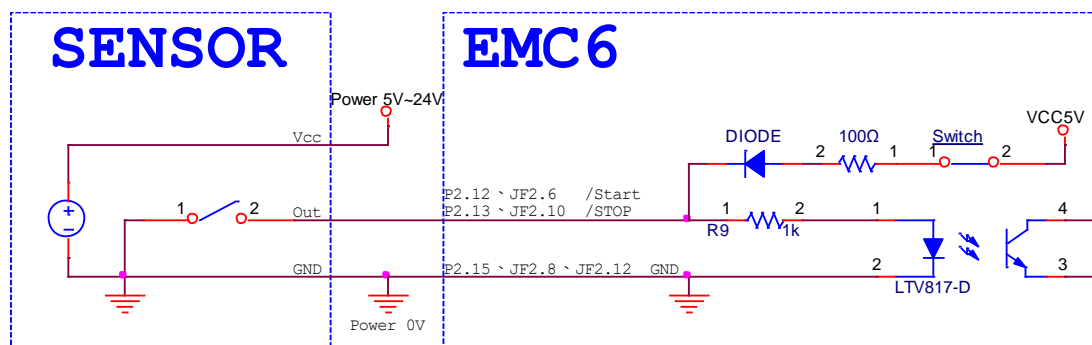 SENSOR
EMC6
Power 5V~24V
VCC5V
Vcc
DIODE
100Ω
Switch
2
1
1
2
P2.12、JF2.6 /Start
P2.13、JF2.10 /STOP
1
2
Out
1
2
1
4
R9
1k
GND
P2.15、JF2.8、JF2.12 GND
2
3
LTV817-D
Power 0V